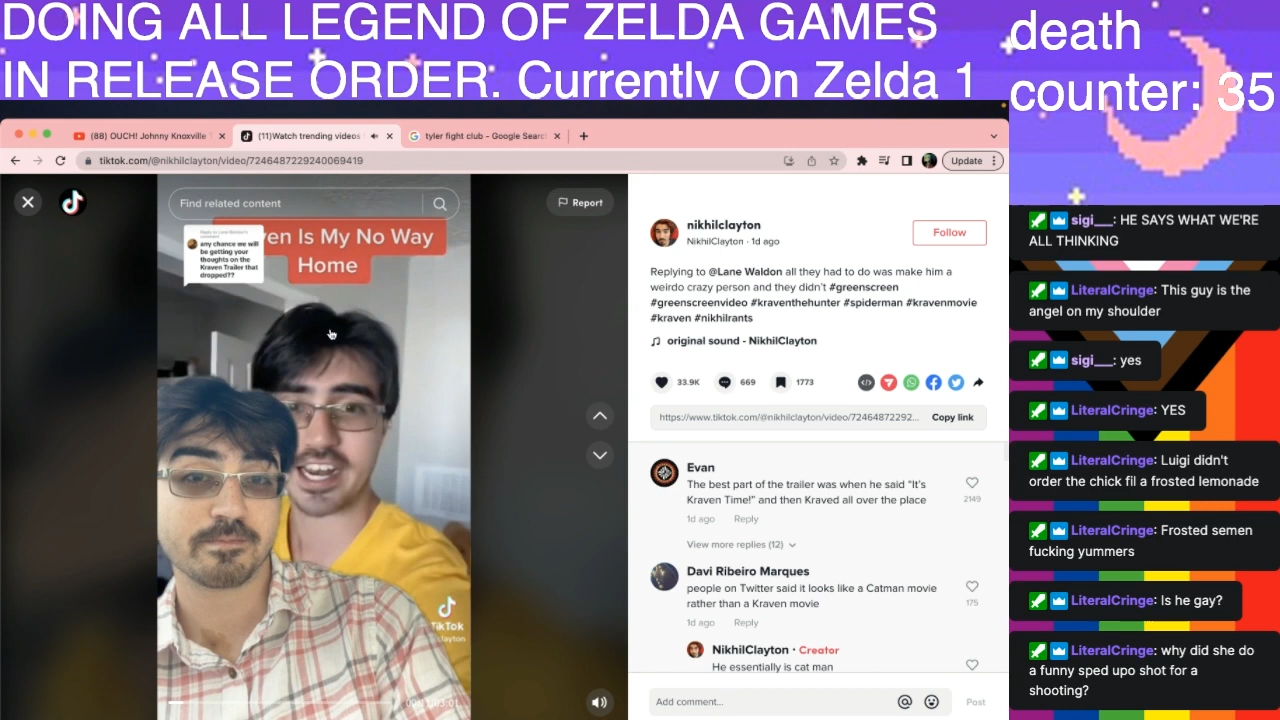 DOING ALL LEGEND OF ZELDA GAMES
IN RELEASE ORDER. Currently On Zelda 1
death
counter: 35
(88) OUCH! Johnny Knoxville
(11)Watch trending videos
tyler fight club - Google Searc
tiktok.com/@nikhilclayton/video/7246487229240069419
Update
Find related content
Report
Reply to Lane Waldon's
comment
any chance we will
be getting your
thoughts on the
Kraven Trailer that
dropped??
ven Is My No Way
Home
TikTok
clayton
nikhilclayton
NikhilClayton · 1d ago
Follow
Replying to @Lane Waldon all they had to do was make him a
weirdo crazy person and they didn't #greenscreen
#greenscreenvideo #kraventhehunter #spiderman #kravenmovie
#kraven #nikhilrants
original sound - NikhilClayton
33.9K
669
1773
https://www.tiktok.com/@nikhilclayton/video/72464872292...
Copy link
Evan
The best part of the trailer was when he said "It's
Kraven Time!" and then Kraved all over the place
2149
1d ago Reply
View more replies (12)
Davi Ribeiro Marques
people on Twitter said it looks like a Catman movie
rather than a Kraven movie
175
1d ago Reply
NikhilClayton · Creator
He essentially is cat man
Add comment...
Post
sigi__: HE SAYS WHAT WE'RE
ALL THINKING
LiteralCringe: This guy is the
angel on my shoulder
sigi__: yes
LiteralCringe: YES
LiteralCringe: Luigi didn't
order the chick fil a frosted lemonade
LiteralCringe: Frosted semen
fucking yummers
LiteralCringe: Is he gay?
LiteralCringe: why did she do
a funny sped upo shot for a
shooting?